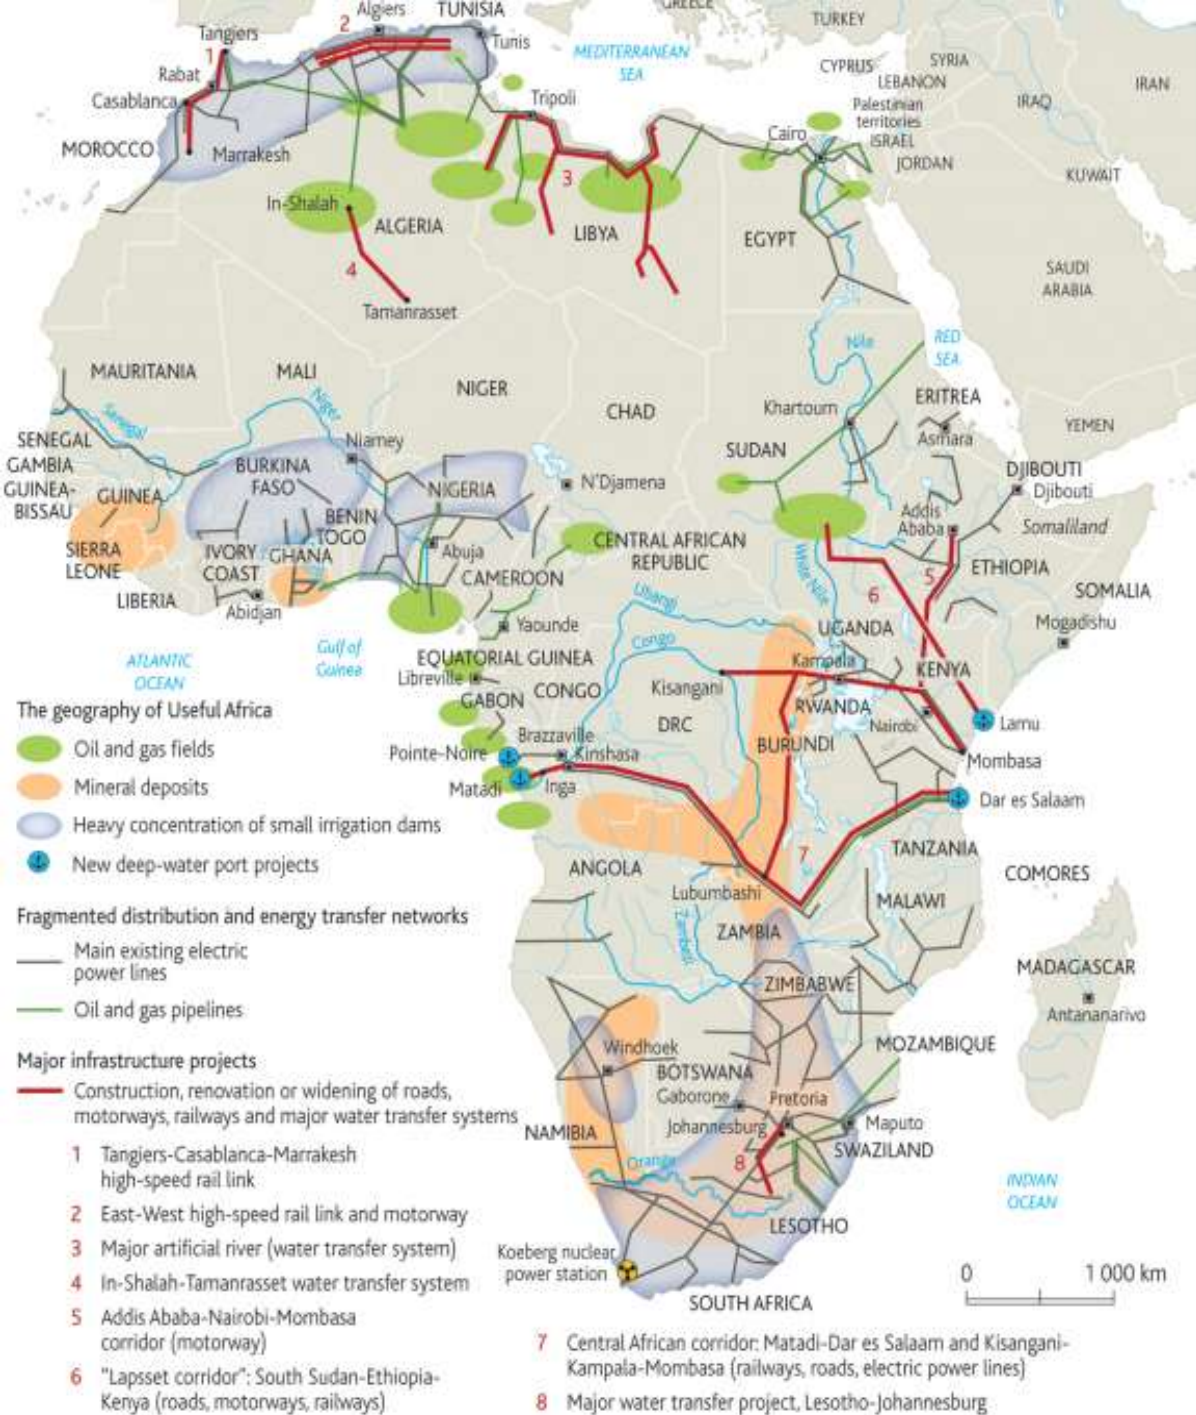 GREECE
Algiers
TUNISIA
TURKEY
2
Tangiers
Tunis
MEDITERRANEAN
SEA
CYPRUS
SYRIA
LEBANON
IRAN
1
Rabat
Casablanca
Tripoli
Palestinian
territories
IRAQ
Cairo
ISRAEL
JORDAN
MOROCCO
Marrakesh
3
KUWAIT
In-Shalah
ALGERIA
LIBYA
EGYPT
4
SAUDI
ARABIA
Tamanrasset
Nile
RED
SEA
MAURITANIA
MALI
NIGER
CHAD
Khartoum
ERITREA
Senegal
Niger
Asmara
YEMEN
SENEGAL
Niamey
SUDAN
GAMBIA
BURKINA
FASO
DJIBOUTI
Djibouti
GUINEA-
BISSAU
GUINEA
NIGERIA
N'Djamena
Addis
Ababa
Somaliland
BENIN
TOGO
SIERRA
LEONE
IVORY
COAST
GHANA
Abuja
CENTRAL AFRICAN
REPUBLIC
White Nile
ETHIOPIA
5
CAMEROON
6
SOMALIA
LIBERIA
Abidjan
Ubangi
Yaounde
UGANDA
Mogadishu
Gulf of
Guinea
Congo
ATLANTIC
OCEAN
EQUATORIAL GUINEA
Kampala
KENYA
Libreville
GABON
CONGO
Kisangani
RWANDA
Nairobi
Lamu
DRC
BURUNDI
Brazzaville
Pointe-Noire
Kinshasa
Mombasa
Matadi
Inga
Dar es Salaam
7
TANZANIA
ANGOLA
COMORES
Lubumbashi
MALAWI
Zambezi
ZAMBIA
MADAGASCAR
ZIMBABWE
Antananarivo
Windhoek
MOZAMBIQUE
BOTSWANA
Gaborone
Pretoria
Johannesburg
Maputo
NAMIBIA
SWAZILAND
8
Orange
INDIAN
OCEAN
LESOTHO
Koeberg nuclear
power station
SOUTH AFRICA
0 1 000 km
The geography of Useful Africa
Oil and gas fields
Mineral deposits
Heavy concentration of small irrigation dams
New deep-water port projects
Fragmented distribution and energy transfer networks
Main existing electric
power lines
Oil and gas pipelines
Major infrastructure projects
Construction, renovation or widening of roads,
motorways, railways and major water transfer systems
1 Tangiers-Casablanca-Marrakesh
high-speed rail link
2 East-West high-speed rail link and motorway
3 Major artificial river (water transfer system)
4 In-Shalah-Tamanrasset water transfer system
5 Addis Ababa-Nairobi-Mombasa
corridor (motorway)
6 "Lapsset corridor": South Sudan-Ethiopia-
Kenya (roads, motorways, railways)
7 Central African corridor: Matadi-Dar es Salaam and Kisangani-
Kampala-Mombasa (railways, roads, electric power lines)
8 Major water transfer project, Lesotho-Johannesburg